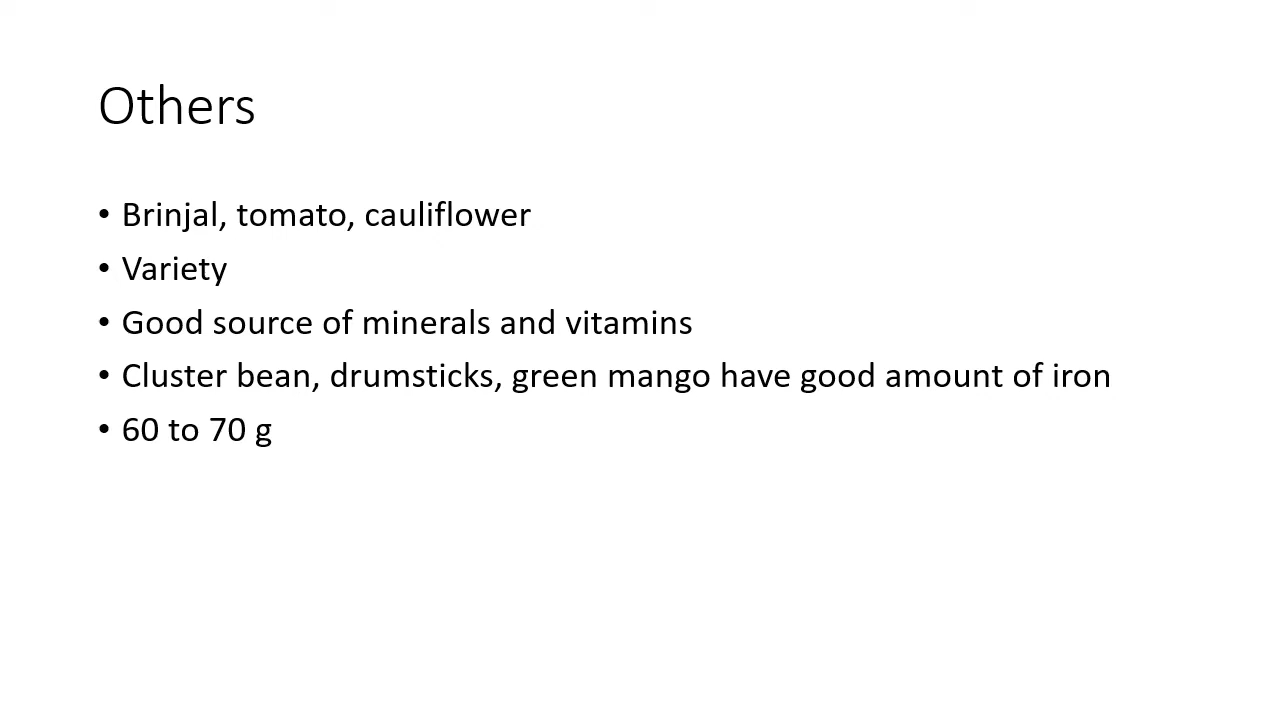 Others
• Brinjal, tomato, cauliflower
• Variety
• Good source of minerals and vitamins
• Cluster bean, drumsticks, green mango have good amount of iron
• 60 to 70 g